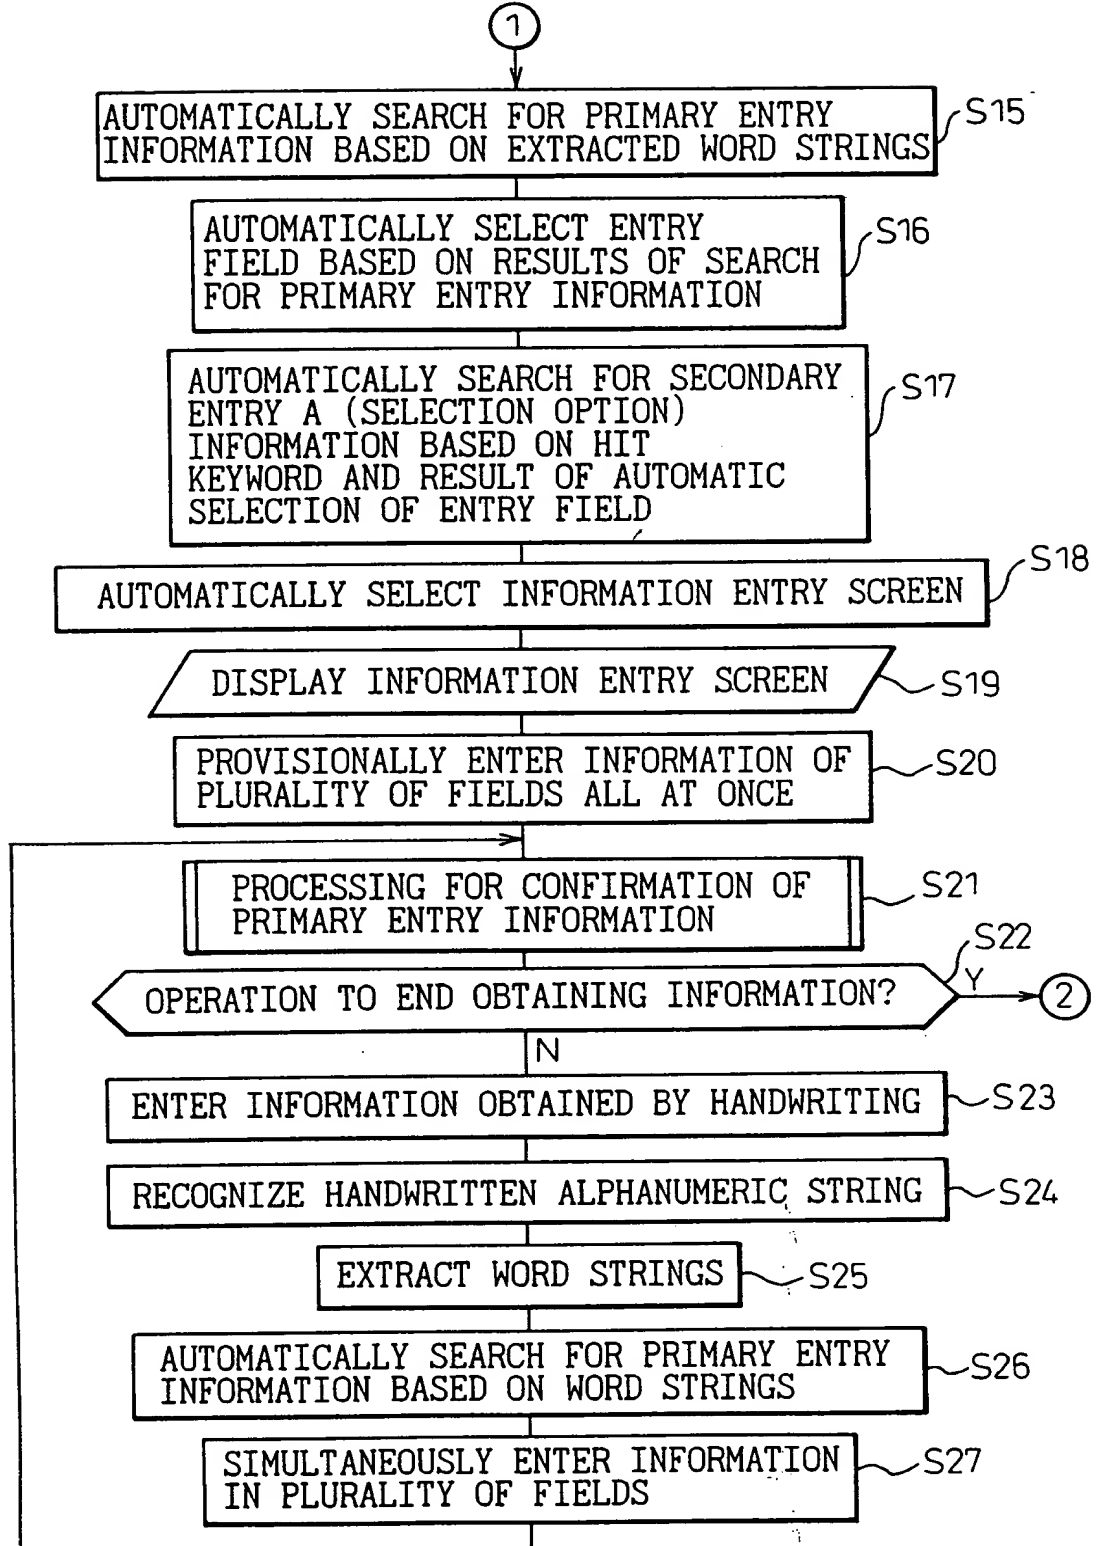 1
AUTOMATICALLY SEARCH FOR PRIMARY ENTRY
INFORMATION BASED ON EXTRACTED WORD STRINGS
S15
AUTOMATICALLY SELECT ENTRY
FIELD BASED ON RESULTS OF SEARCH
FOR PRIMARY ENTRY INFORMATION
S16
AUTOMATICALLY SEARCH FOR SECONDARY
ENTRY A (SELECTION OPTION)
INFORMATION BASED ON HIT
KEYWORD AND RESULT OF AUTOMATIC
SELECTION OF ENTRY FIELD
S17
AUTOMATICALLY SELECT INFORMATION ENTRY SCREEN
S18
DISPLAY INFORMATION ENTRY SCREEN
S19
PROVISIONALLY ENTER INFORMATION OF
PLURALITY OF FIELDS ALL AT ONCE
S20
PROCESSING FOR CONFIRMATION OF
PRIMARY ENTRY INFORMATION
S21
OPERATION TO END OBTAINING INFORMATION?
S22
Y
2
N
ENTER INFORMATION OBTAINED BY HANDWRITING
S23
RECOGNIZE HANDWRITTEN ALPHANUMERIC STRING
S24
EXTRACT WORD STRINGS
S25
AUTOMATICALLY SEARCH FOR PRIMARY ENTRY
INFORMATION BASED ON WORD STRINGS
S26
SIMULTANEOUSLY ENTER INFORMATION
IN PLURALITY OF FIELDS
S27